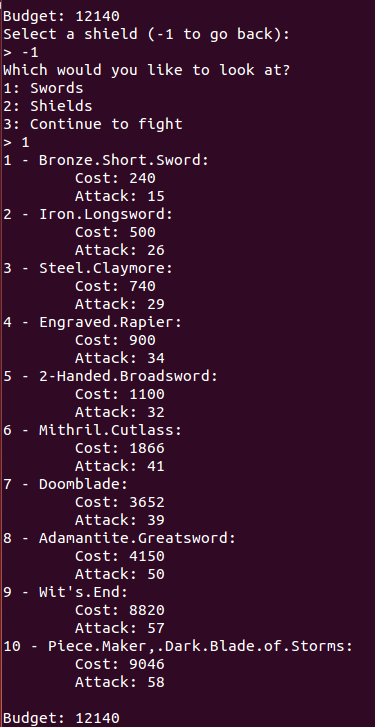 Budget: 12140
Select a shield (-1 to go back):
> -1
Which would you like to look at?
1: Swords
2: Shields
3: Continue to fight
> 1
1 - Bronze.Short.Sword:
Cost: 240
Attack: 15
2 - Iron.Longsword:
Cost: 500
Attack: 26
3 - Steel.Claymore:
Cost: 740
Attack: 29
4 - Engraved.Rapier:
Cost: 900
Attack: 34
5 - 2-Handed.Broadsword:
Cost: 1100
Attack: 32
6 - Mithril.Cutlass:
Cost: 1866
Attack: 41
7 - Doomblade:
Cost: 3652
Attack: 39
8 - Adamantite.Greatsword:
Cost: 4150
Attack: 50
9 - Wit's.End:
Cost: 8820
Attack: 57
10 - Piece.Maker,.Dark.Blade.of.Storms:
Cost: 9046
Attack: 58
Budget: 12140